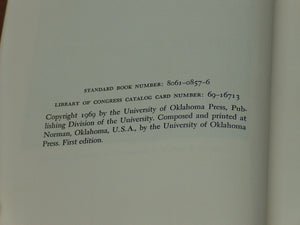 STANDARD BOOK NUMBER: 8061-0857-6
LIBRARY OF CONGRESS CATALOG CARD NUMBER: 69-16713
Copyright 1969 by the University of Oklahoma Press, Pub-
lishing Division of the University. Composed and printed at
Norman, Oklahoma, U.S.A., by the University of Oklahoma
Press. First edition.